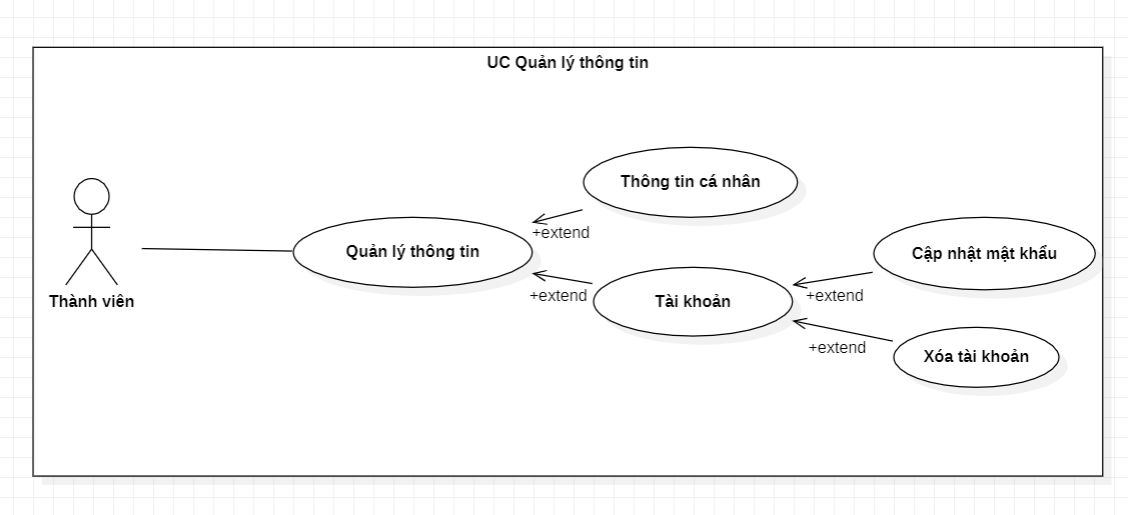 UC Quản lý thông tin
Thông tin cá nhân
+extend
Quản lý thông tin
Cập nhật mật khẩu
+extend
Tài khoản
+extend
Thành viên
+extend
Xóa tài khoản